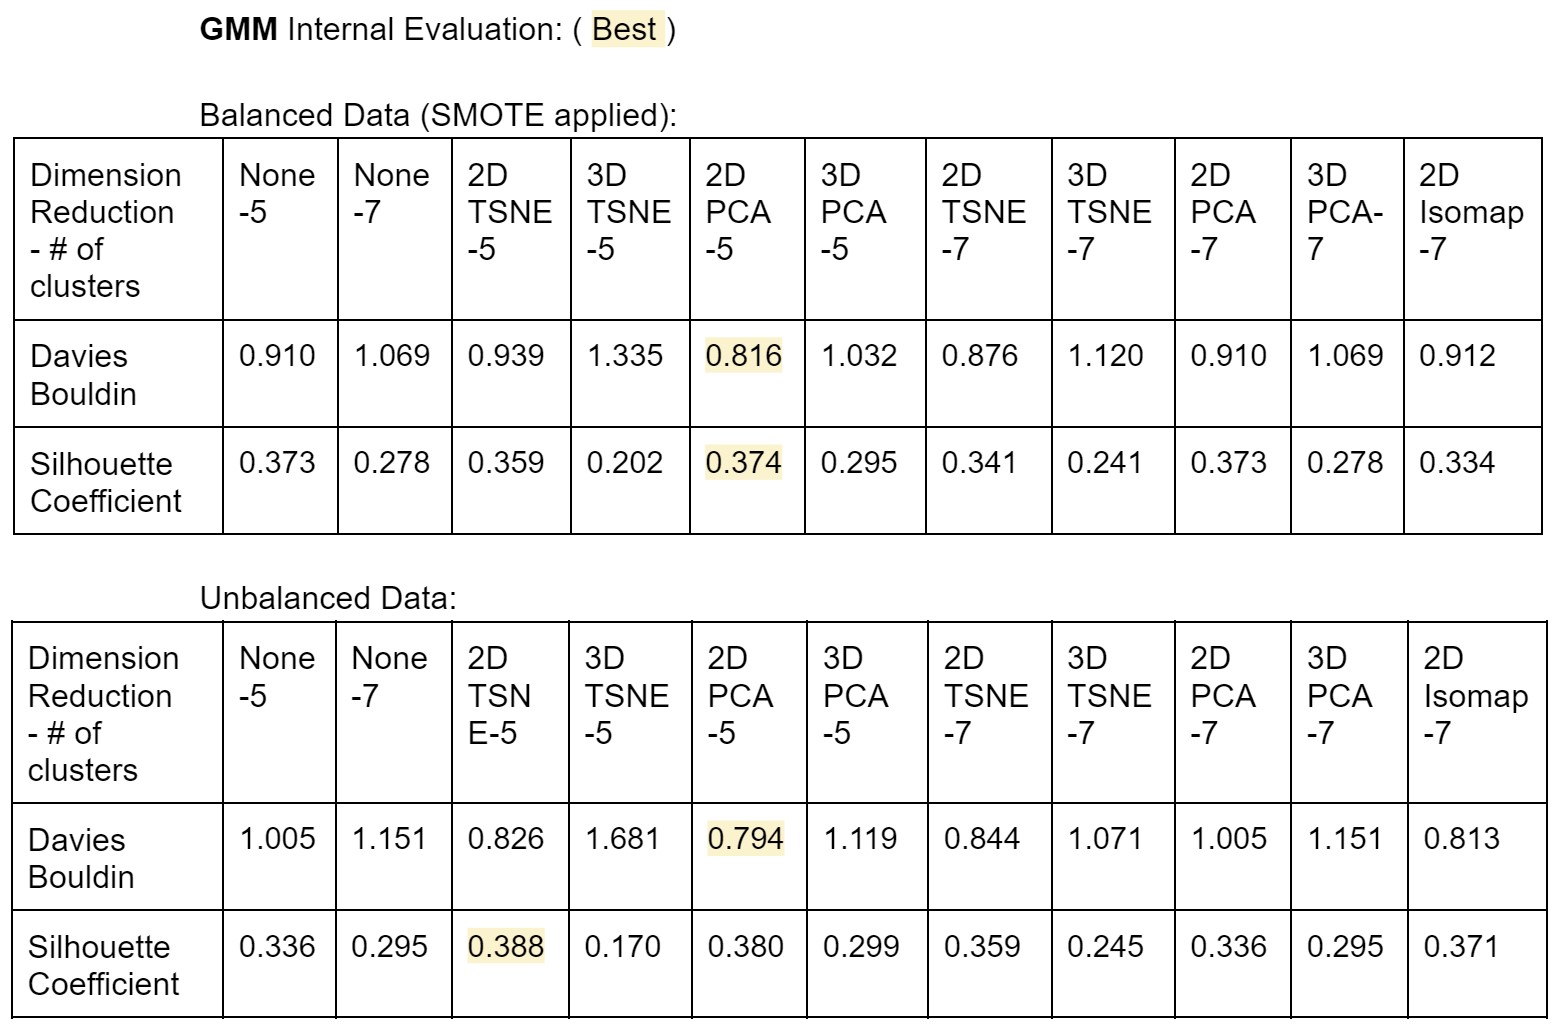 GMM Internal Evaluation: ( Best )
Balanced Data (SMOTE applied):
Dimension Reduction - # of clusters | None -5 | None -7 | 2D TSNE -5 | 3D TSNE -5 | 2D PCA -5 | 3D PCA -5 | 2D TSNE -7 | 3D TSNE -7 | 2D PCA -7 | 3D PCA- 7 | 2D Isomap -7
Davies Bouldin | 0.910 | 1.069 | 0.939 | 1.335 | 0.816 | 1.032 | 0.876 | 1.120 | 0.910 | 1.069 | 0.912
Silhouette Coefficient | 0.373 | 0.278 | 0.359 | 0.202 | 0.374 | 0.295 | 0.341 | 0.241 | 0.373 | 0.278 | 0.334
Unbalanced Data:
Dimension Reduction - # of clusters | None -5 | None -7 | 2D TSN E-5 | 3D TSNE -5 | 2D PCA -5 | 3D PCA -5 | 2D TSNE -7 | 3D TSNE -7 | 2D PCA -7 | 3D PCA -7 | 2D Isomap -7
Davies Bouldin | 1.005 | 1.151 | 0.826 | 1.681 | 0.794 | 1.119 | 0.844 | 1.071 | 1.005 | 1.151 | 0.813
Silhouette Coefficient | 0.336 | 0.295 | 0.388 | 0.170 | 0.380 | 0.299 | 0.359 | 0.245 | 0.336 | 0.295 | 0.371